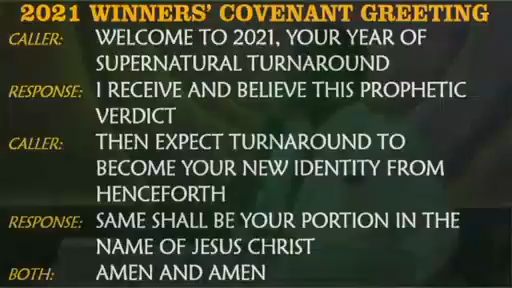 2021 WINNERS' COVENANT GREETING
CALLER: WELCOME TO 2021, YOUR YEAR OF
SUPERNATURAL TURNAROUND
RESPONSE: I RECEIVE AND BELIEVE THIS PROPHETIC
VERDICT
CALLER: THEN EXPECT TURNAROUND TO
BECOME YOUR NEW IDENTITY FROM
HENCEFORTH
RESPONSE: SAME SHALL BE YOUR PORTION IN THE
NAME OF JESUS CHRIST
BOTH: AMEN AND AMEN